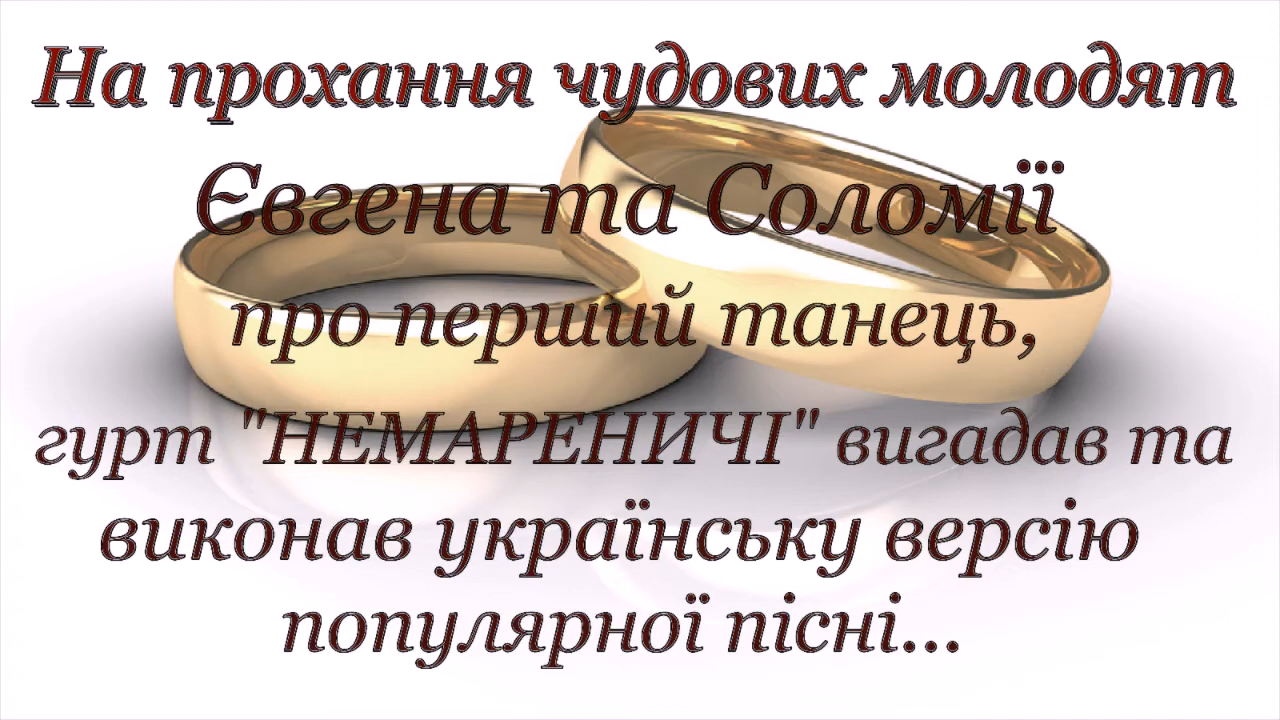 На прохання чудових молодят
Євгена та Соломії
про перший танець,
гурт "НЕМАРЕНИЧІ" вигадав та
виконав українську версію
популярної пісні...